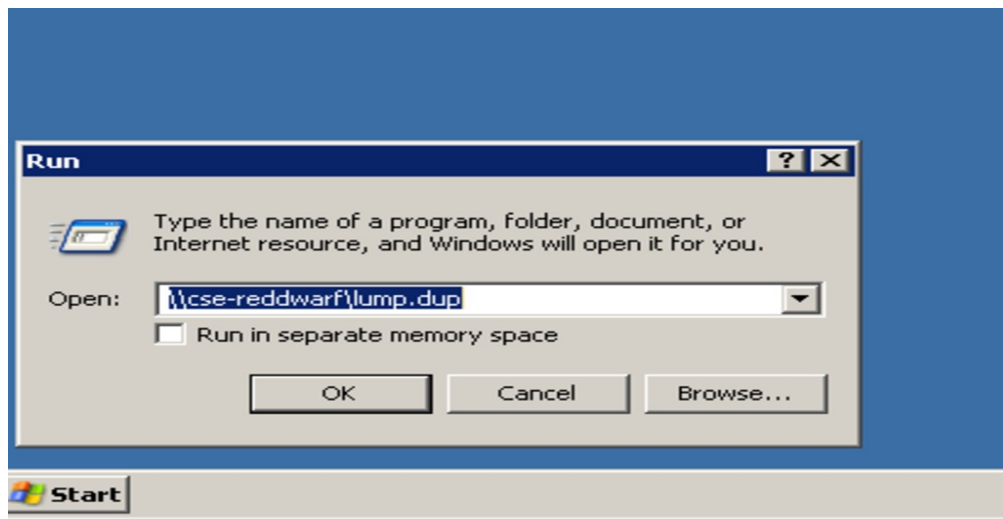 Run
Type the name of a program, folder, document, or
Internet resource, and Windows will open it for you.
Open: \\cse-reddwarf\lump.dup
Run in separate memory space
OK Cancel Browse...
Start